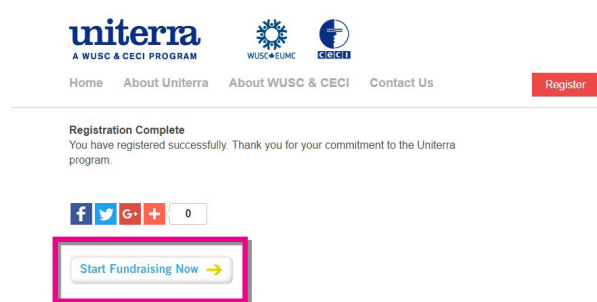 uniterra
A WUSC & CECI PROGRAM
WUSC EUMC
CECI
Home About Uniterra About WUSC & CECI Contact Us
Register
Registration Complete
You have registered successfully. Thank you for your commitment to the Uniterra
program.
f G+ + 0
Start Fundraising Now